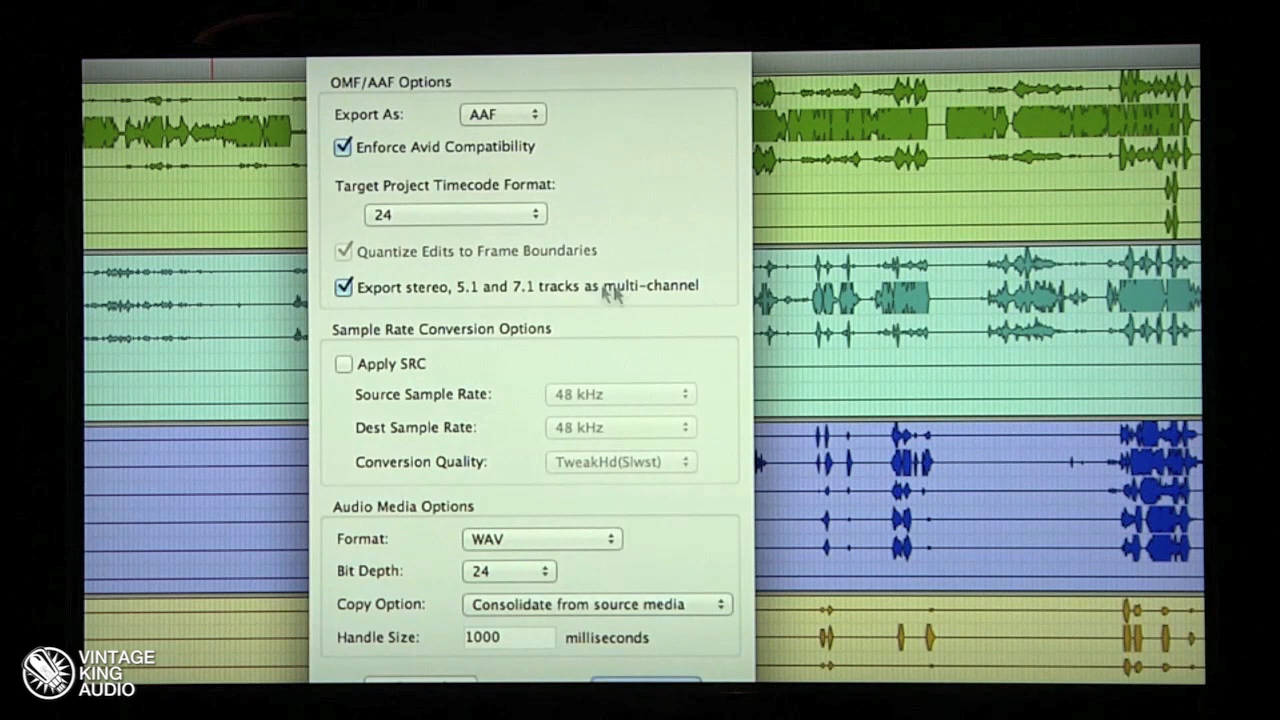 OMF/AAF Options
Export As: AAF
Enforce Avid Compatibility
Target Project Timecode Format:
24
Quantize Edits to Frame Boundaries
Export stereo, 5.1 and 7.1 tracks as multi-channel
Sample Rate Conversion Options
Apply SRC
Source Sample Rate: 48 kHz
Dest Sample Rate: 48 kHz
Conversion Quality: TweakHd(Slwst)
Audio Media Options
Format: WAV
Bit Depth: 24
Copy Option: Consolidate from source media
Handle Size: 1000 milliseconds
VINTAGE
KING
AUDIO